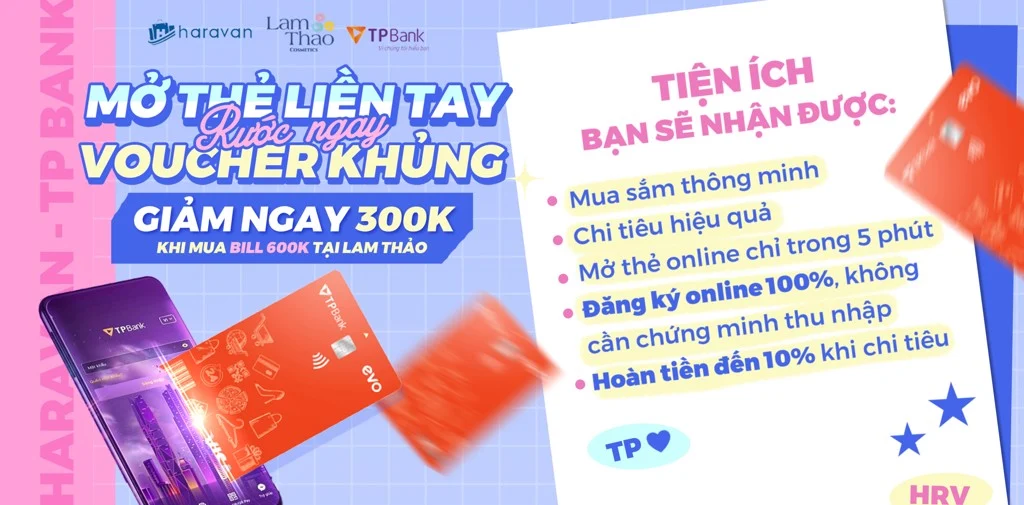 haravan
Lam Thảo
COSMETICS
TPBank
HARAVAN - TP BANK
MỞ THẺ LIỀN TAY
Rước ngay
VOUCHER KHỦNG
GIẢM NGAY 300K
KHI MUA BILL 600K TẠI LAM THẢO
TPBank
TPBank
evo
TIỆN ÍCH
BẠN SẼ NHẬN ĐƯỢC:
• Mua sắm thông minh
• Chi tiêu hiệu quả
• Mở thẻ online chỉ trong 5 phút
• Đăng ký online 100%, không
cần chứng minh thu nhập
• Hoàn tiền đến 10% khi chi tiêu
TP
HRV